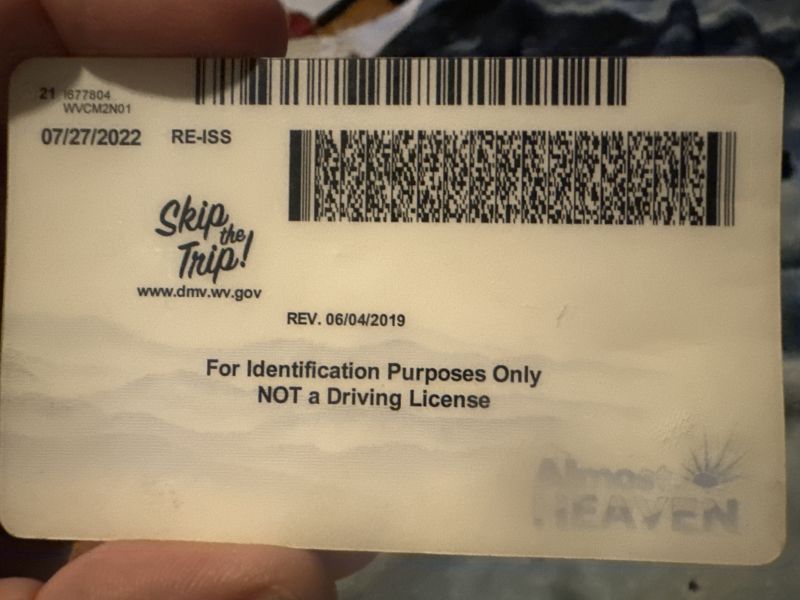 21 1677804
WVCM2N01
07/27/2022 RE-ISS
Skip
the
Trip!
www.dmv.wv.gov
REV. 06/04/2019
For Identification Purposes Only
NOT a Driving License
Almost
HEAVEN